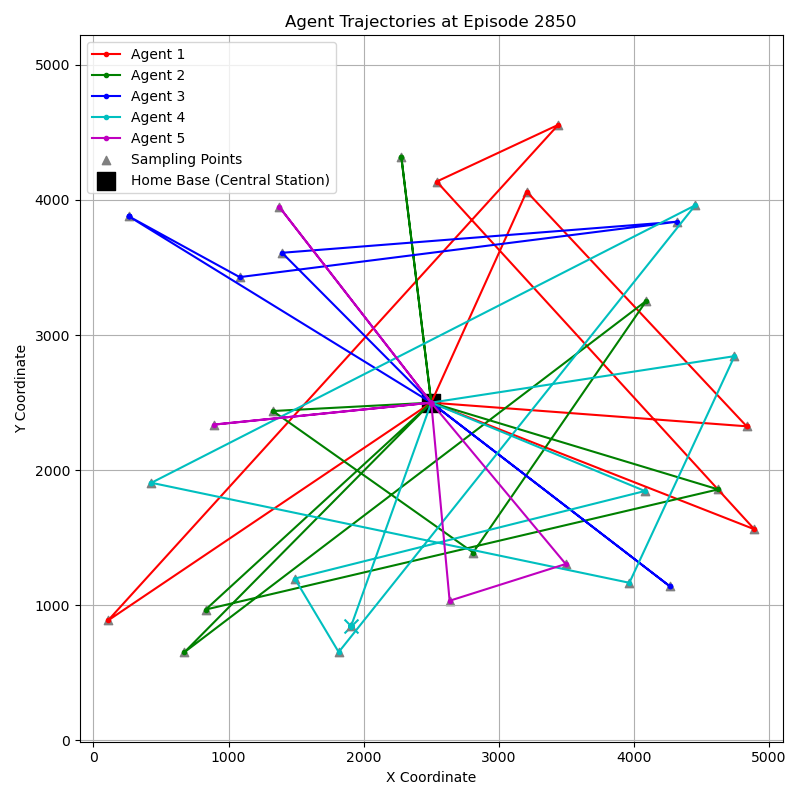 Agent Trajectories at Episode 2850
Agent 1
Agent 2
Agent 3
Agent 4
Agent 5
Sampling Points
Home Base (Central Station)
5000
4000
3000
2000
1000
0
Y Coordinate
0 1000 2000 3000 4000 5000
X Coordinate